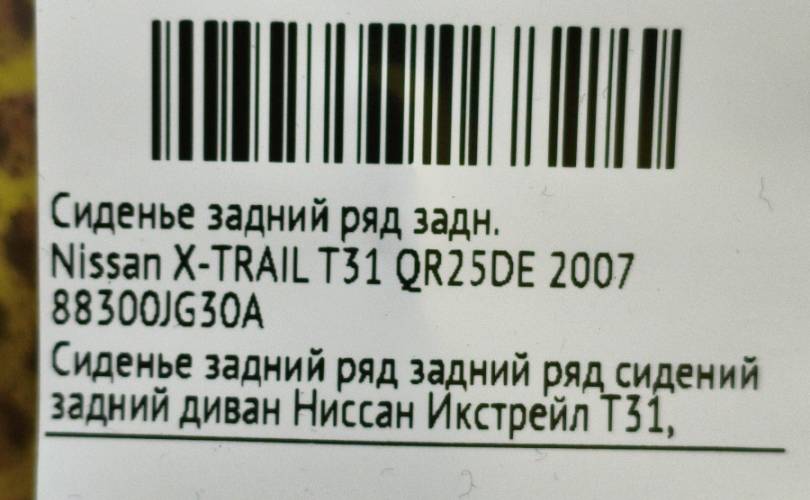 Сиденье задний ряд задн.
Nissan X-TRAIL T31 QR25DE 2007
88300JG30A
Сиденье задний ряд задний ряд сидений
задний диван Ниссан Икстрейл Т31,